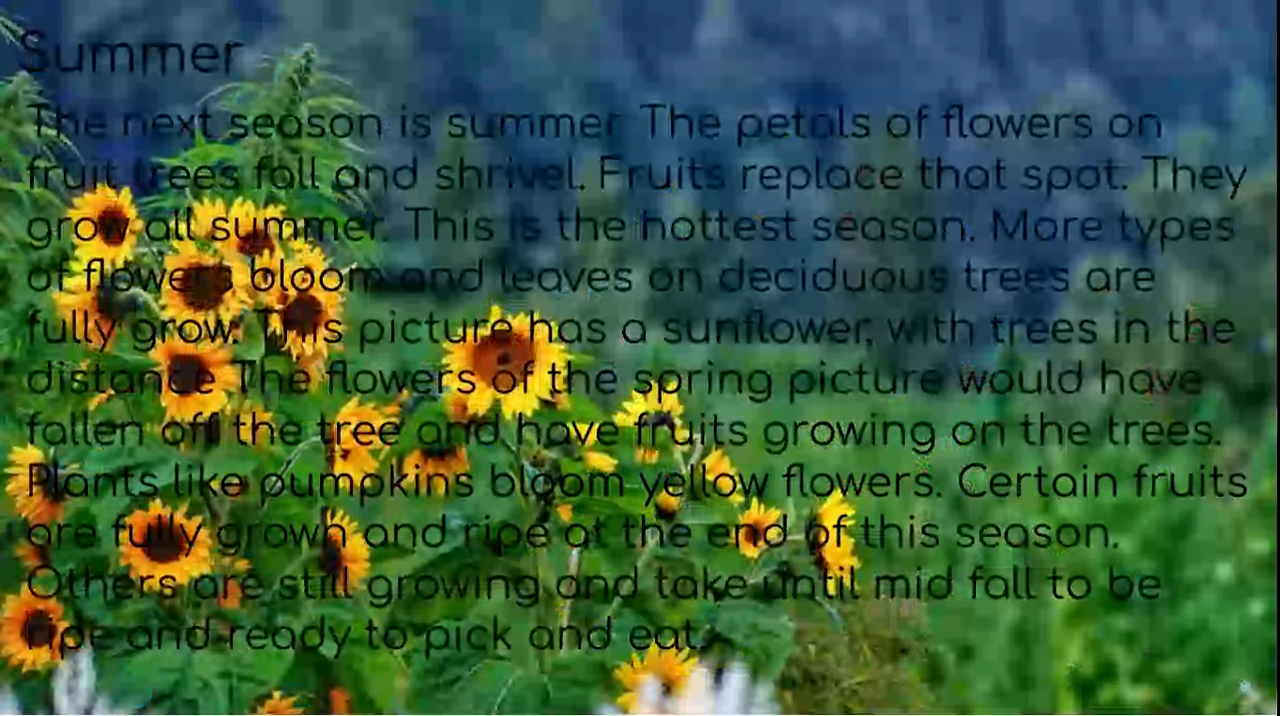 Summer
The next season is summer. The petals of flowers on
fruit trees fall and shrivel. Fruits replace that spot. They
grow all summer. This is the hottest season. More types
of flowers bloom and leaves on deciduous trees are
fully grow. This picture has a sunflower, with trees in the
distance The flowers of the spring picture would have
fallen off the tree and have fruits growing on the trees.
Plants like pumpkins bloom yellow flowers. Certain fruits
are fully grown and ripe at the end of this season.
Others are still growing and take until mid fall to be
ripe and ready to pick and eat.